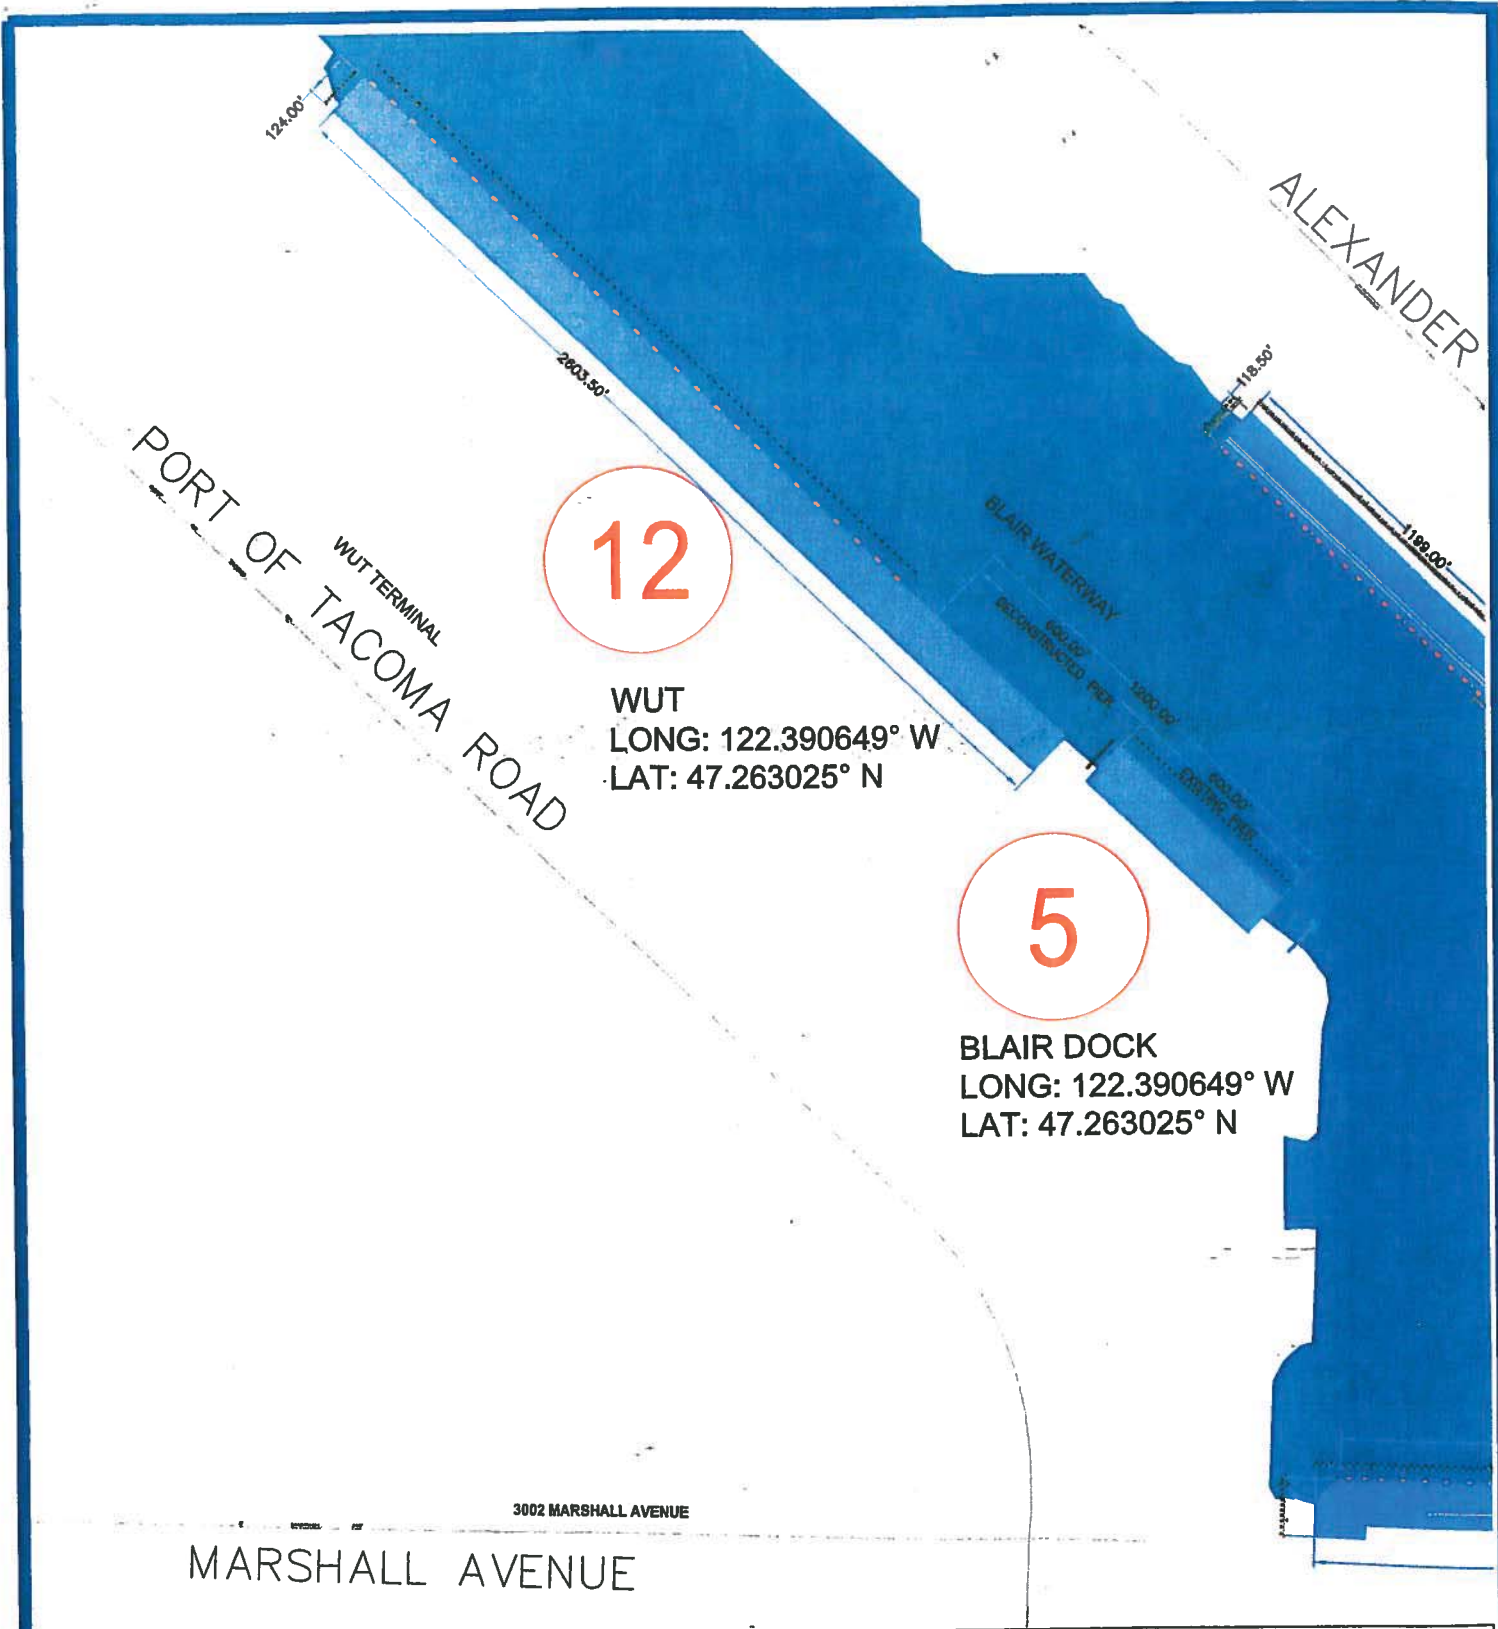 124.00'
ALEXANDER
118.50'
2603.50'
1199.00'
PORT OF TACOMA ROAD
WUT TERMINAL
12
BLAIR WATERWAY
600.00'
DECONSTRUCTED PIER
1200.00'
WUT
LONG: 122.390649° W
LAT: 47.263025° N
600.00'
EXISTING PIER
5
BLAIR DOCK
LONG: 122.390649° W
LAT: 47.263025° N
3002 MARSHALL AVENUE
MARSHALL AVENUE